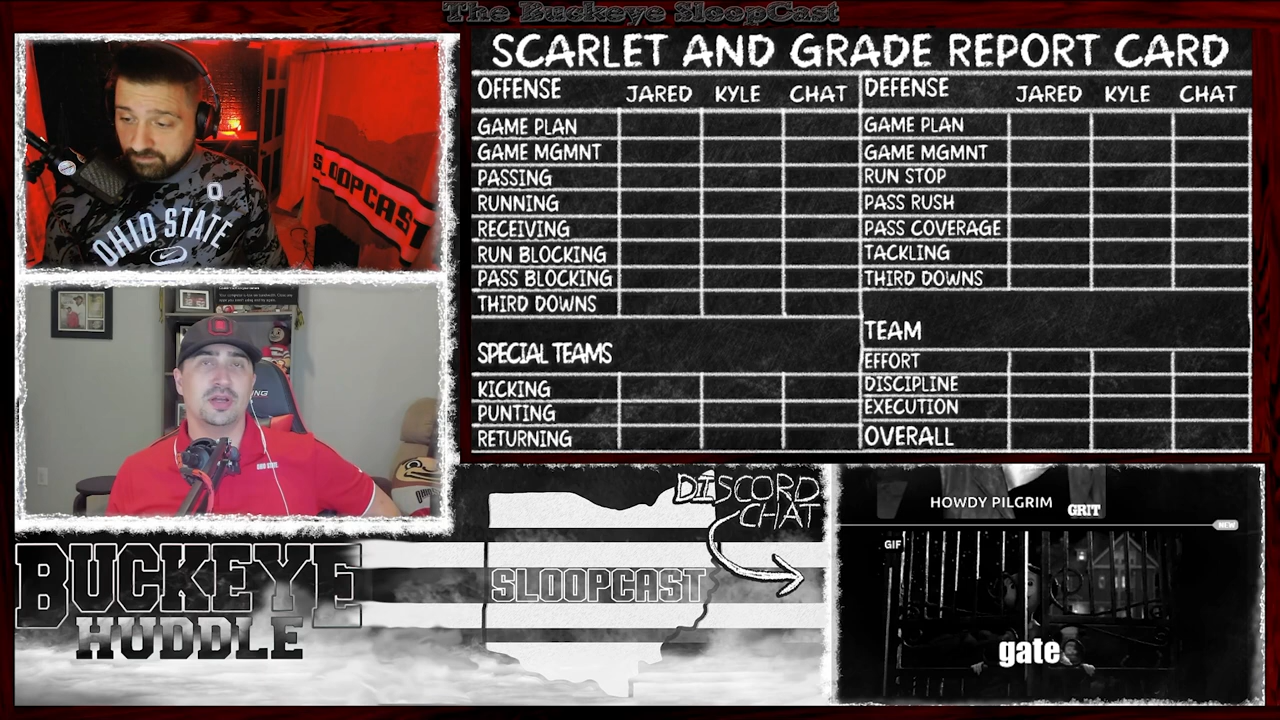 The Buckeye SloopCast
SCARLET AND GRADE REPORT CARD
OFFENSE JARED KYLE CHAT
GAME PLAN
GAME MGMNT
PASSING
RUNNING
RECEIVING
RUN BLOCKING
PASS BLOCKING
THIRD DOWNS
SPECIAL TEAMS
KICKING
PUNTING
RETURNING
DEFENSE JARED KYLE CHAT
GAME PLAN
GAME MGMNT
RUN STOP
PASS RUSH
PASS COVERAGE
TACKLING
THIRD DOWNS
TEAM
EFFORT
DISCIPLINE
EXECUTION
OVERALL
OHIO STATE
SLOOPCAST
OHIO STATE
DISCORD
CHAT
BUCKEYE
HUDDLE
SLOOPCAST
HOWDY PILGRIM GRIT
NEW
GIF
gate